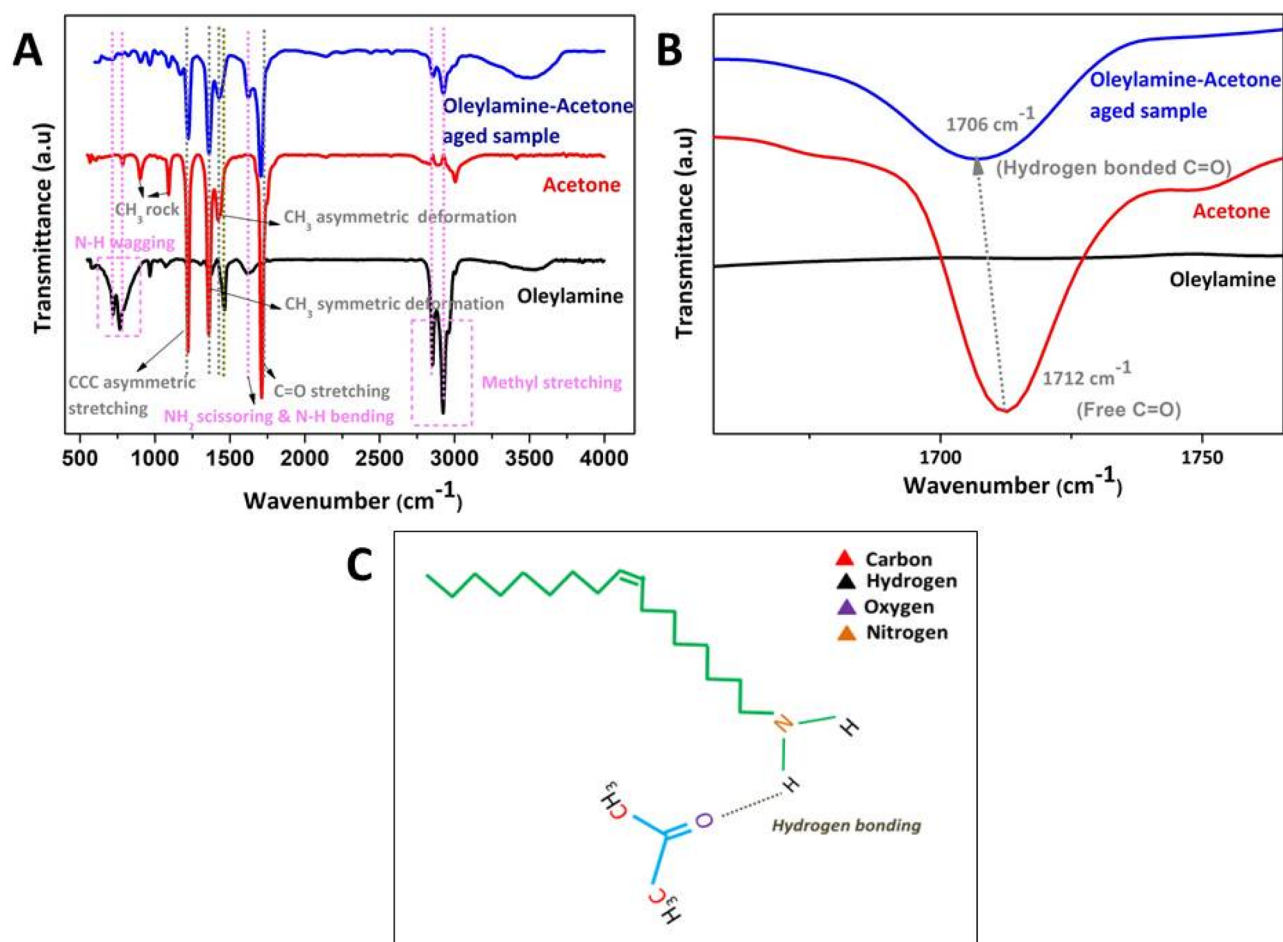 A
Transmittance (a.u)
Oleylamine-Acetone
aged sample
Acetone
CH₃ rock
CH₃ asymmetric deformation
N-H wagging
Oleylamine
CH₃ symmetric deformation
CCC asymmetric
stretching
C=O stretching
Methyl stretching
NH₂ scissoring & N-H bending
500 1000 1500 2000 2500 3000 3500 4000
Wavenumber (cm⁻¹)
B
Transmittance (a.u)
Oleylamine-Acetone
aged sample
1706 cm⁻¹
(Hydrogen bonded C=O)
Acetone
Oleylamine
1712 cm⁻¹
(Free C=O)
1700 1750
Wavenumber (cm⁻¹)
C
Carbon
Hydrogen
Oxygen
Nitrogen
N
H
H
CH₃
O
Hydrogen bonding
H₃C